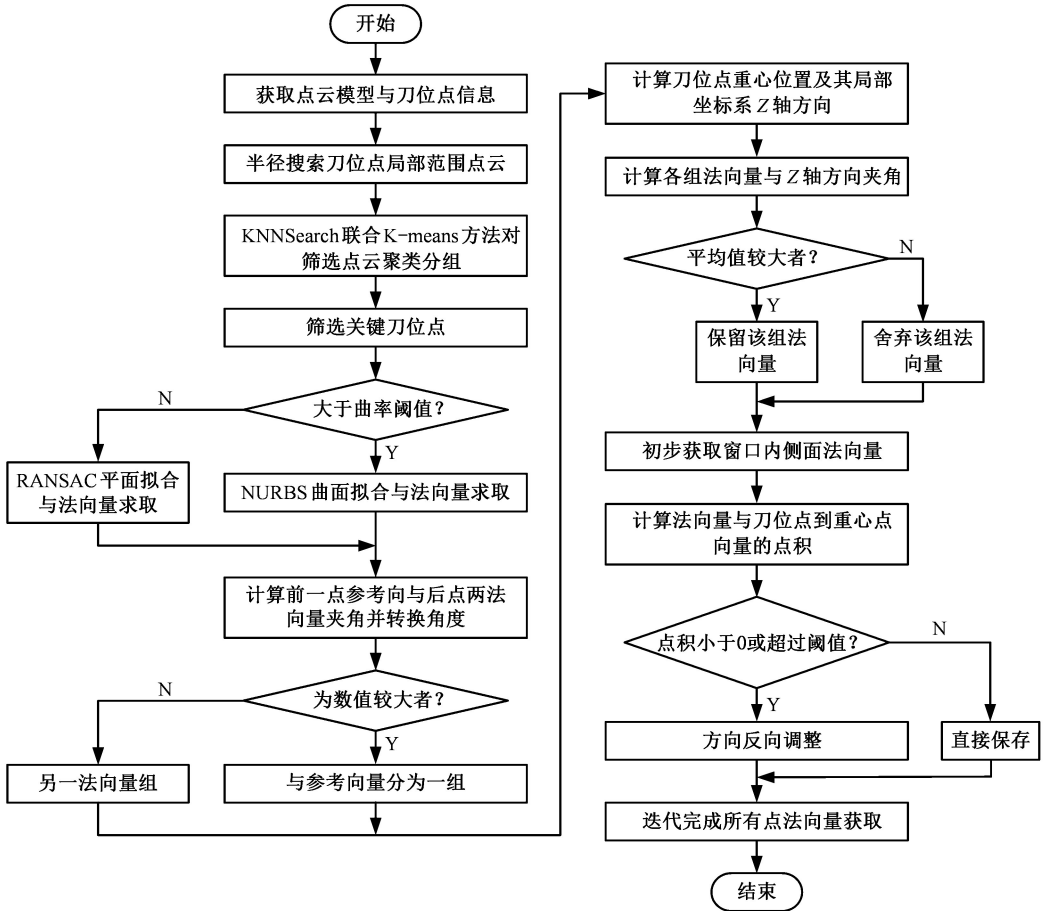 开始
获取点云模型与刀位点信息
半径搜索刀位点局部范围点云
KNNSearch联合K-means方法对
筛选点云聚类分组
筛选关键刀位点
大于曲率阈值？
N
Y
RANSAC平面拟合
与法向量求取
NURBS曲面拟合与法向量求取
计算前一点参考向与后点两法
向量夹角并转换角度
为数值较大者？
N
Y
另一法向量组
与参考向量分为一组
计算刀位点重心位置及其局部
坐标系Z轴方向
计算各组法向量与Z轴方向夹角
平均值较大者？
N
Y
保留该组法
向量
舍弃该组法
向量
初步获取窗口内侧面法向量
计算法向量与刀位点到重心点
向量的点积
点积小于0或超过阈值？
N
Y
方向反向调整
直接保存
迭代完成所有点法向量获取
结束